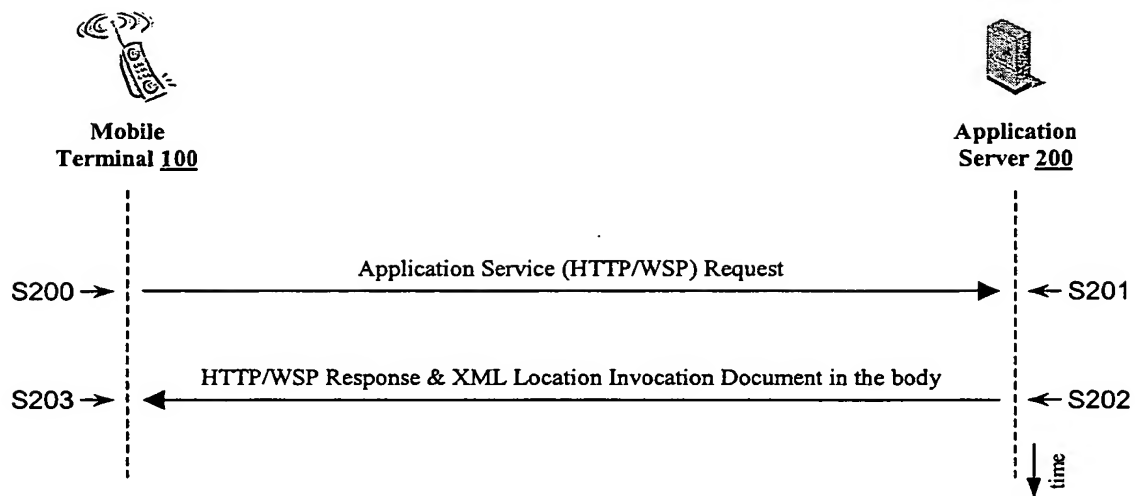 Mobile
Terminal 100
Application
Server 200
Application Service (HTTP/WSP) Request
S200
S201
HTTP/WSP Response & XML Location Invocation Document in the body
S203
S202
time